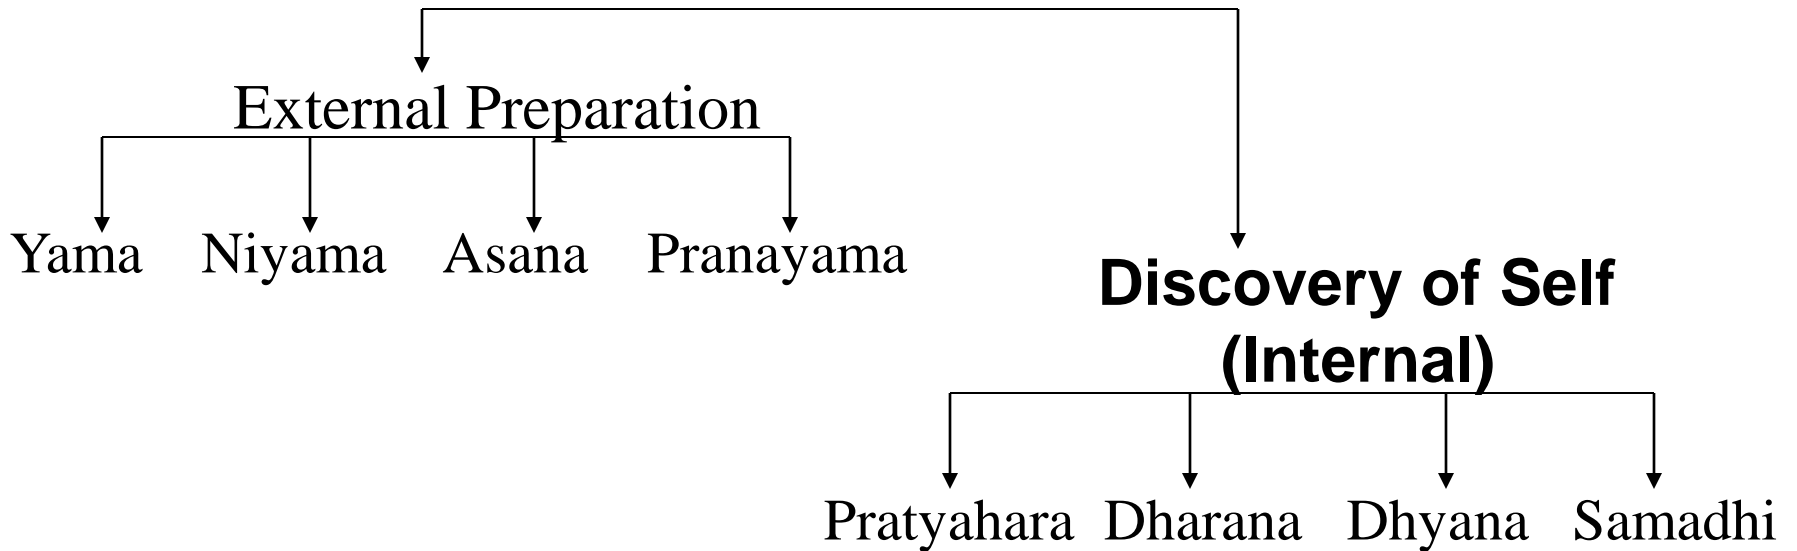 External Preparation
Yama Niyama Asana Pranayama
Discovery of Self
(Internal)
Pratyahara Dharana Dhyana Samadhi